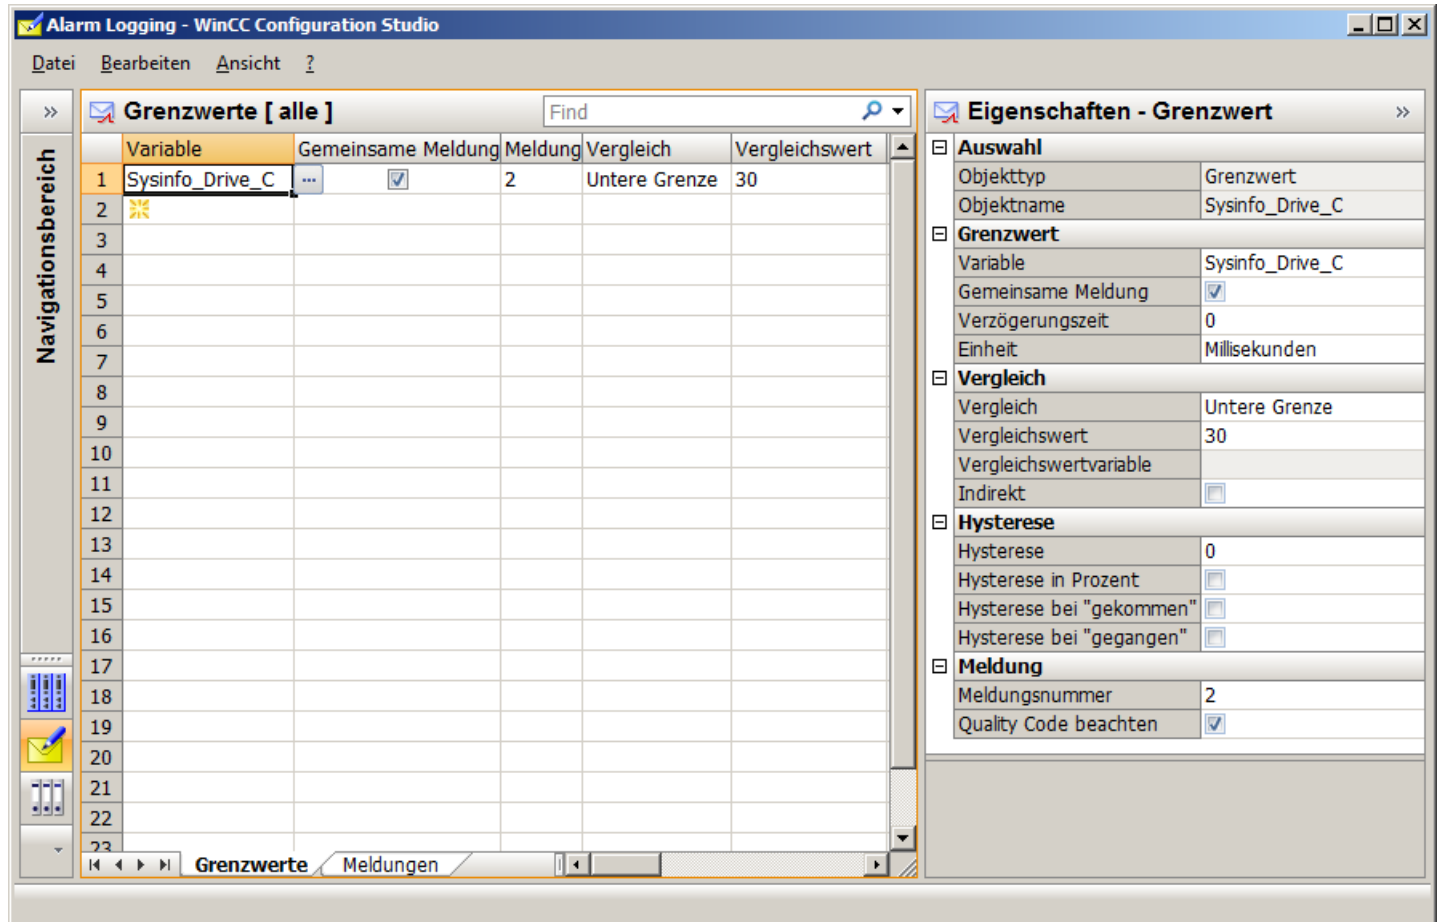 Alarm Logging - WinCC Configuration Studio
Datei Bearbeiten Ansicht ?
Navigationsbereich
Grenzwerte [ alle ] Find
Variable Gemeinsame Meldung Meldung Vergleich Vergleichswert
1 Sysinfo_Drive_C ... 2 Untere Grenze 30
2
3
4
5
6
7
8
9
10
11
12
13
14
15
16
17
18
19
20
21
22
23
Grenzwerte Meldungen
Eigenschaften - Grenzwert
Auswahl
Objekttyp Grenzwert
Objektname Sysinfo_Drive_C
Grenzwert
Variable Sysinfo_Drive_C
Gemeinsame Meldung
Verzögerungszeit 0
Einheit Millisekunden
Vergleich
Vergleich Untere Grenze
Vergleichswert 30
Vergleichswertvariable
Indirekt
Hysterese
Hysterese 0
Hysterese in Prozent
Hysterese bei "gekommen"
Hysterese bei "gegangen"
Meldung
Meldungsnummer 2
Quality Code beachten